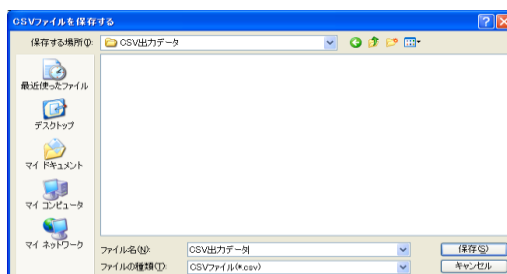 CSVファイルを保存する
保存する場所(I): CSV出力データ
最近使ったファイル
デスクトップ
マイ ドキュメント
マイ コンピュータ
マイ ネットワーク
ファイル名(N): CSV出力データ 保存(S)
ファイルの種類(T): CSVファイル(*.csv) キャンセル